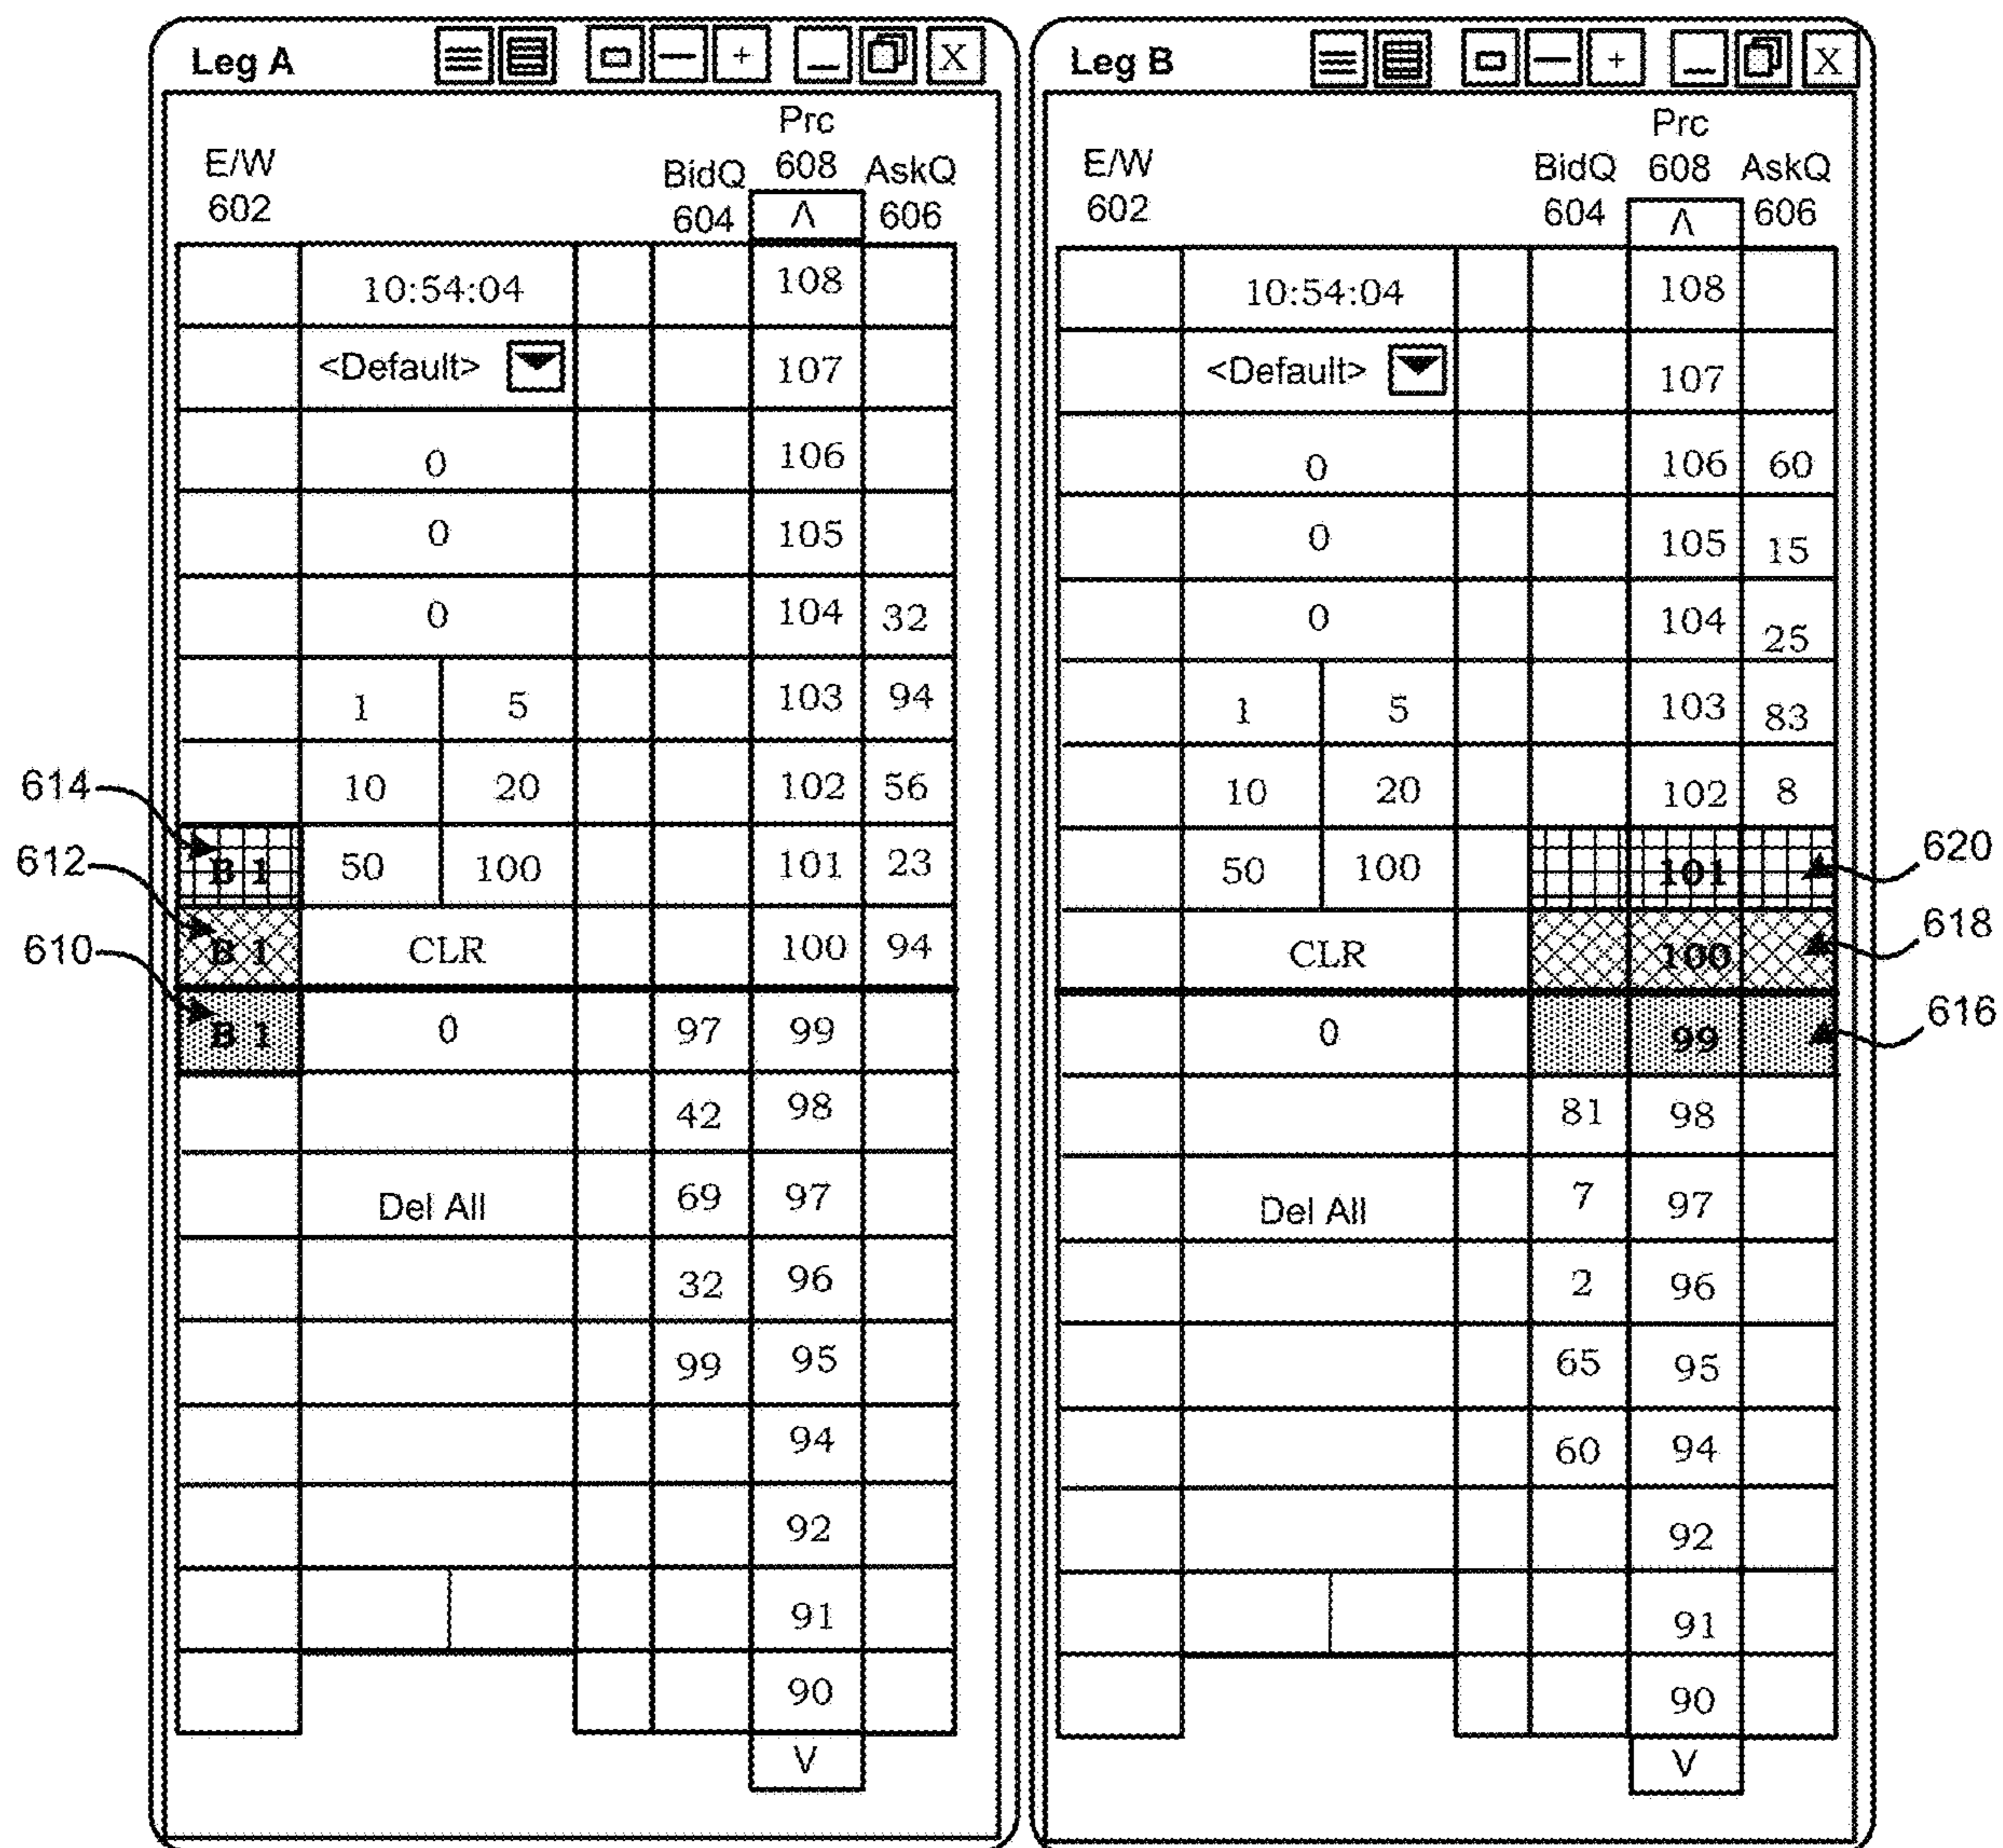 Leg A X
Prc
E/W BidQ 608 AskQ
602 604 Λ 606
10:54:04 108
<Default> 107
0 106
0 105
0 104 32
1 5 103 94
10 20 102 56
614
B 1 50 100 101 23
612
B 1 CLR 100 94
610
B 1 0 97 99
42 98
Del All 69 97
32 96
99 95
94
92
91
90
V
Leg B X
Prc
E/W BidQ 608 AskQ
602 604 Λ 606
10:54:04 108
<Default> 107
0 106 60
0 105 15
0 104 25
1 5 103 83
10 20 102 8
50 100 101
620
CLR 100
618
0 99
616
81 98
Del All 7 97
2 96
65 95
60 94
92
91
90
V